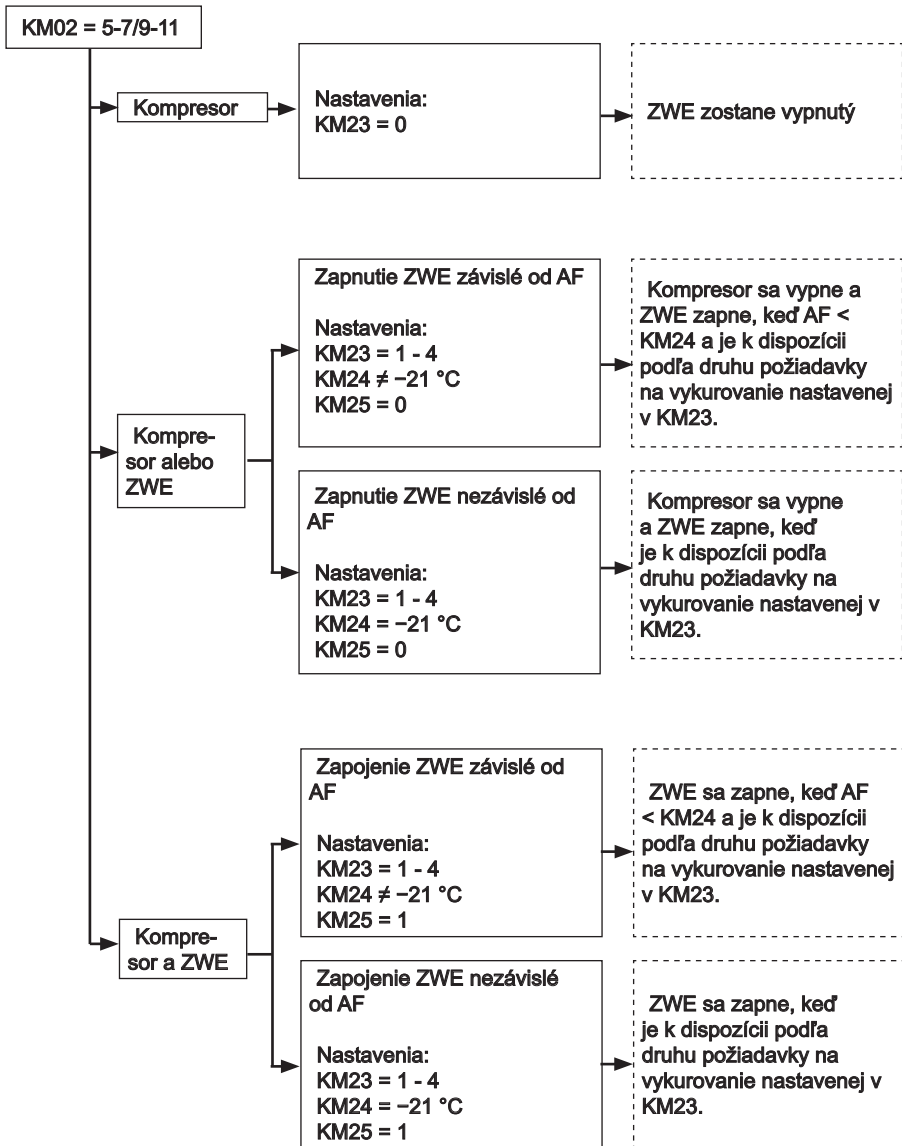 KM02 = 5-7/9-11
Kompresor
Nastavenia:
KM23 = 0
ZWE zostane vypnutý
Kompre-
sor alebo
ZWE
Zapnutie ZWE závislé od AF
Nastavenia:
KM23 = 1 - 4
KM24 ≠ −21 °C
KM25 = 0
Kompresor sa vypne a
ZWE zapne, keď AF <
KM24 a je k dispozícii
podľa druhu požiadavky
na vykurovanie nastavenej
v KM23.
Zapnutie ZWE nezávislé od
AF
Nastavenia:
KM23 = 1 - 4
KM24 = −21 °C
KM25 = 0
Kompresor sa vypne
a ZWE zapne, keď
je k dispozícii podľa
druhu požiadavky na
vykurovanie nastavenej v
KM23.
Kompre-
sor a ZWE
Zapojenie ZWE závislé od
AF
Nastavenia:
KM23 = 1 - 4
KM24 ≠ −21 °C
KM25 = 1
ZWE sa zapne, keď AF
< KM24 a je k dispozícii
podľa druhu požiadavky
na vykurovanie nastavenej
v KM23.
Zapojenie ZWE nezávislé
od AF
Nastavenia:
KM23 = 1 - 4
KM24 = −21 °C
KM25 = 1
ZWE sa zapne, keď
je k dispozícii podľa
druhu požiadavky na
vykurovanie nastavenej v
KM23.